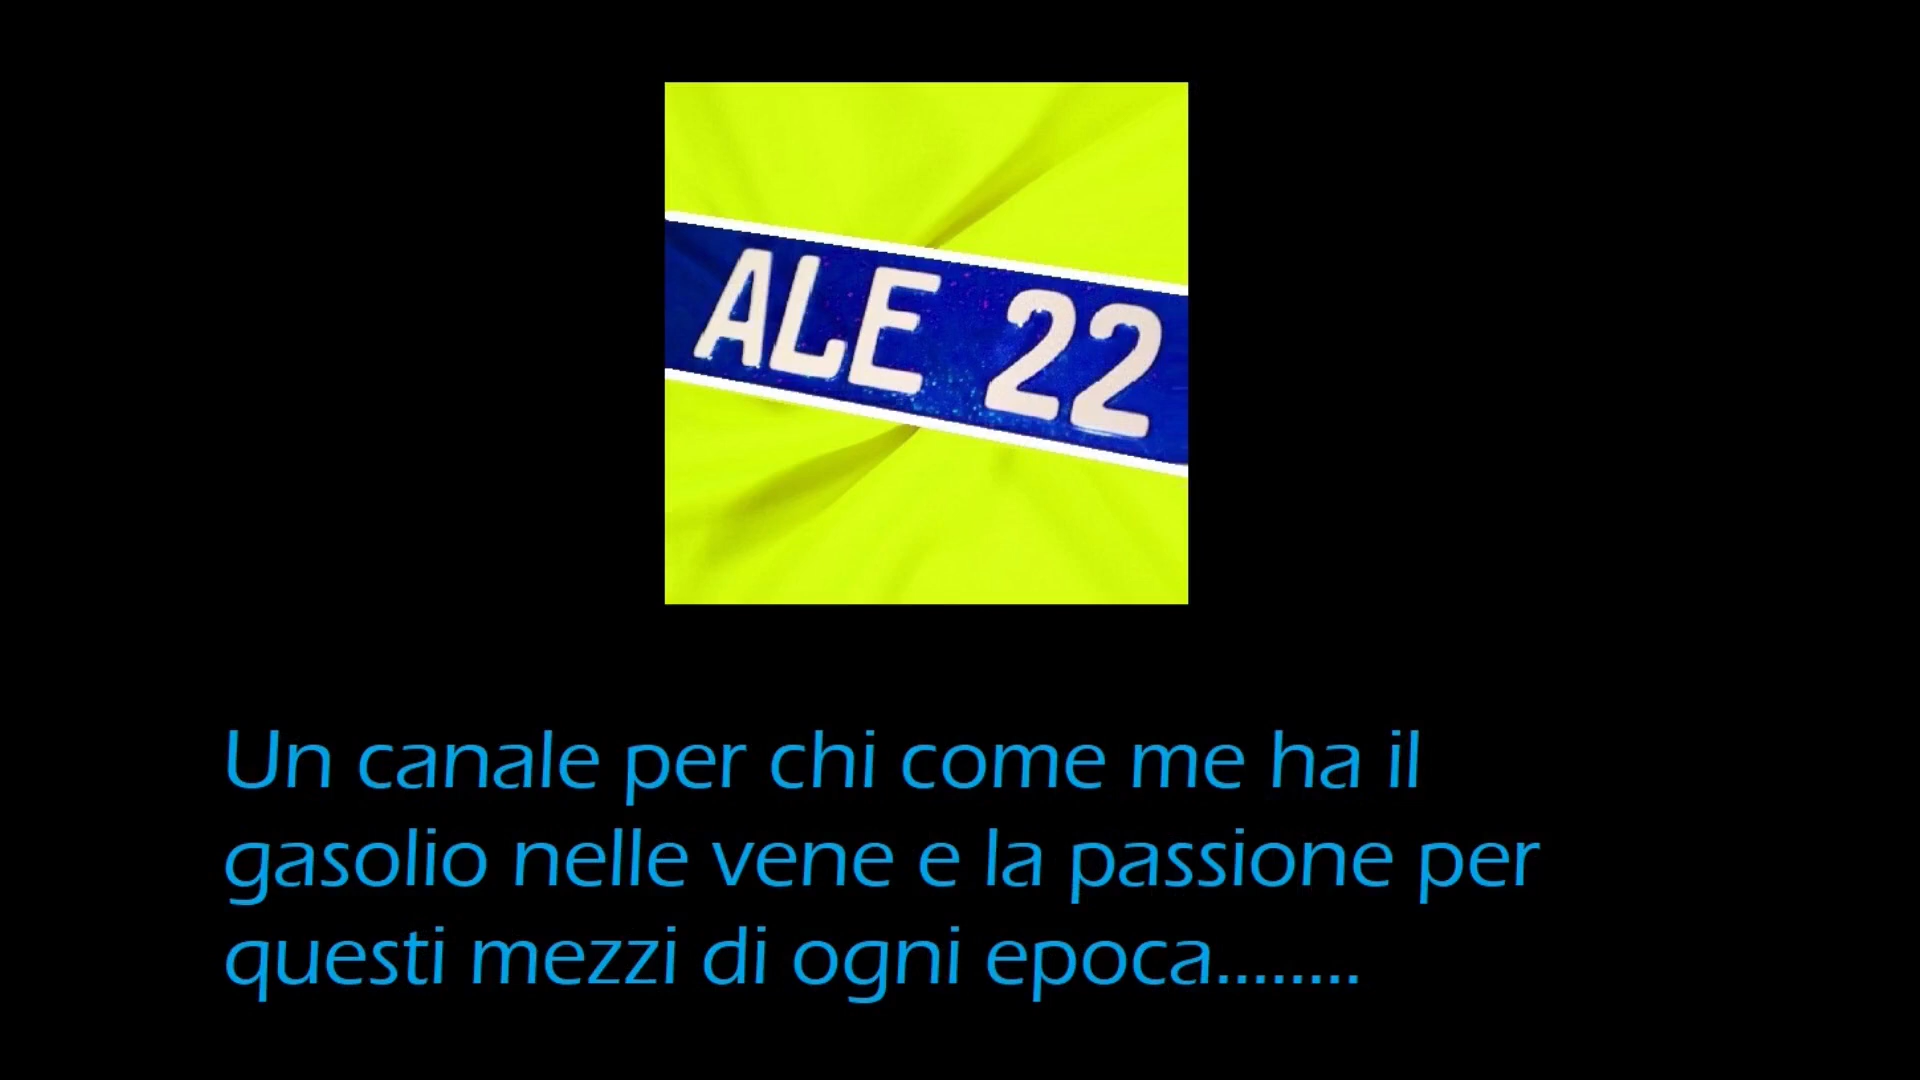 ALE 22
Un canale per chi come me ha il
gasolio nelle vene e la passione per
questi mezzi di ogni epoca........